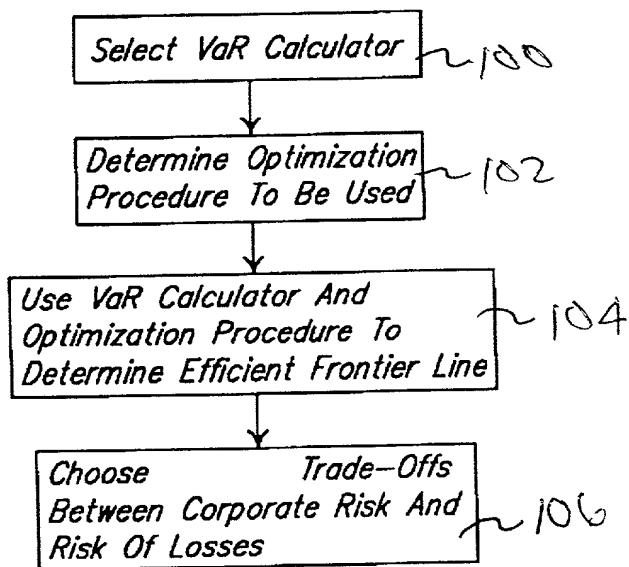 Select VaR Calculator 100
Determine Optimization
Procedure To Be Used 102
Use VaR Calculator And
Optimization Procedure To 104
Determine Efficient Frontier Line
Choose Trade-Offs
Between Corporate Risk And
Risk Of Losses 106